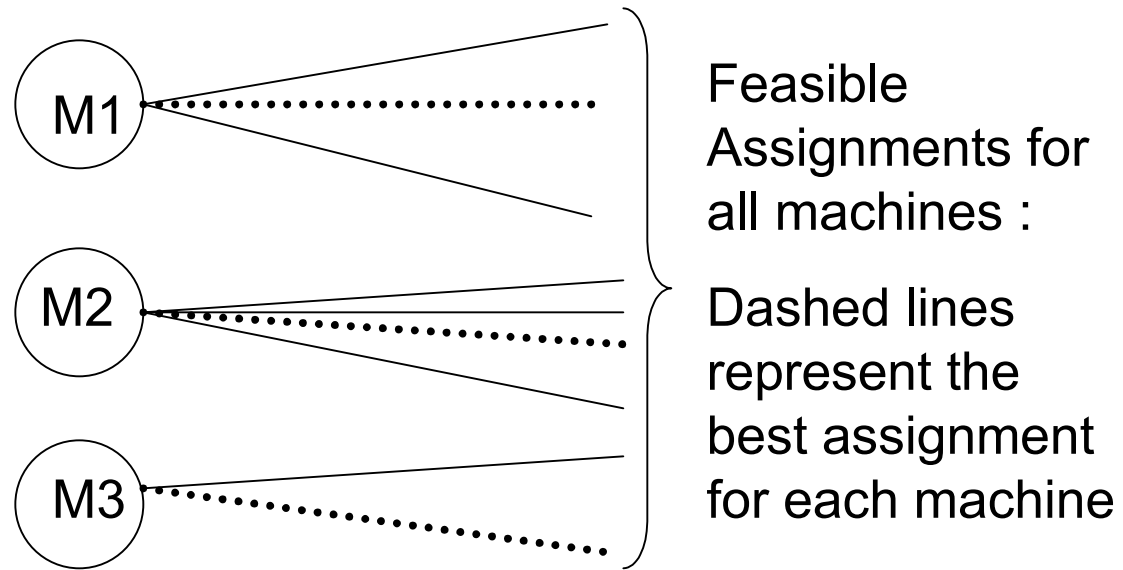 M1
M2
M3
Feasible
Assignments for
all machines :
Dashed lines
represent the
best assignment
for each machine